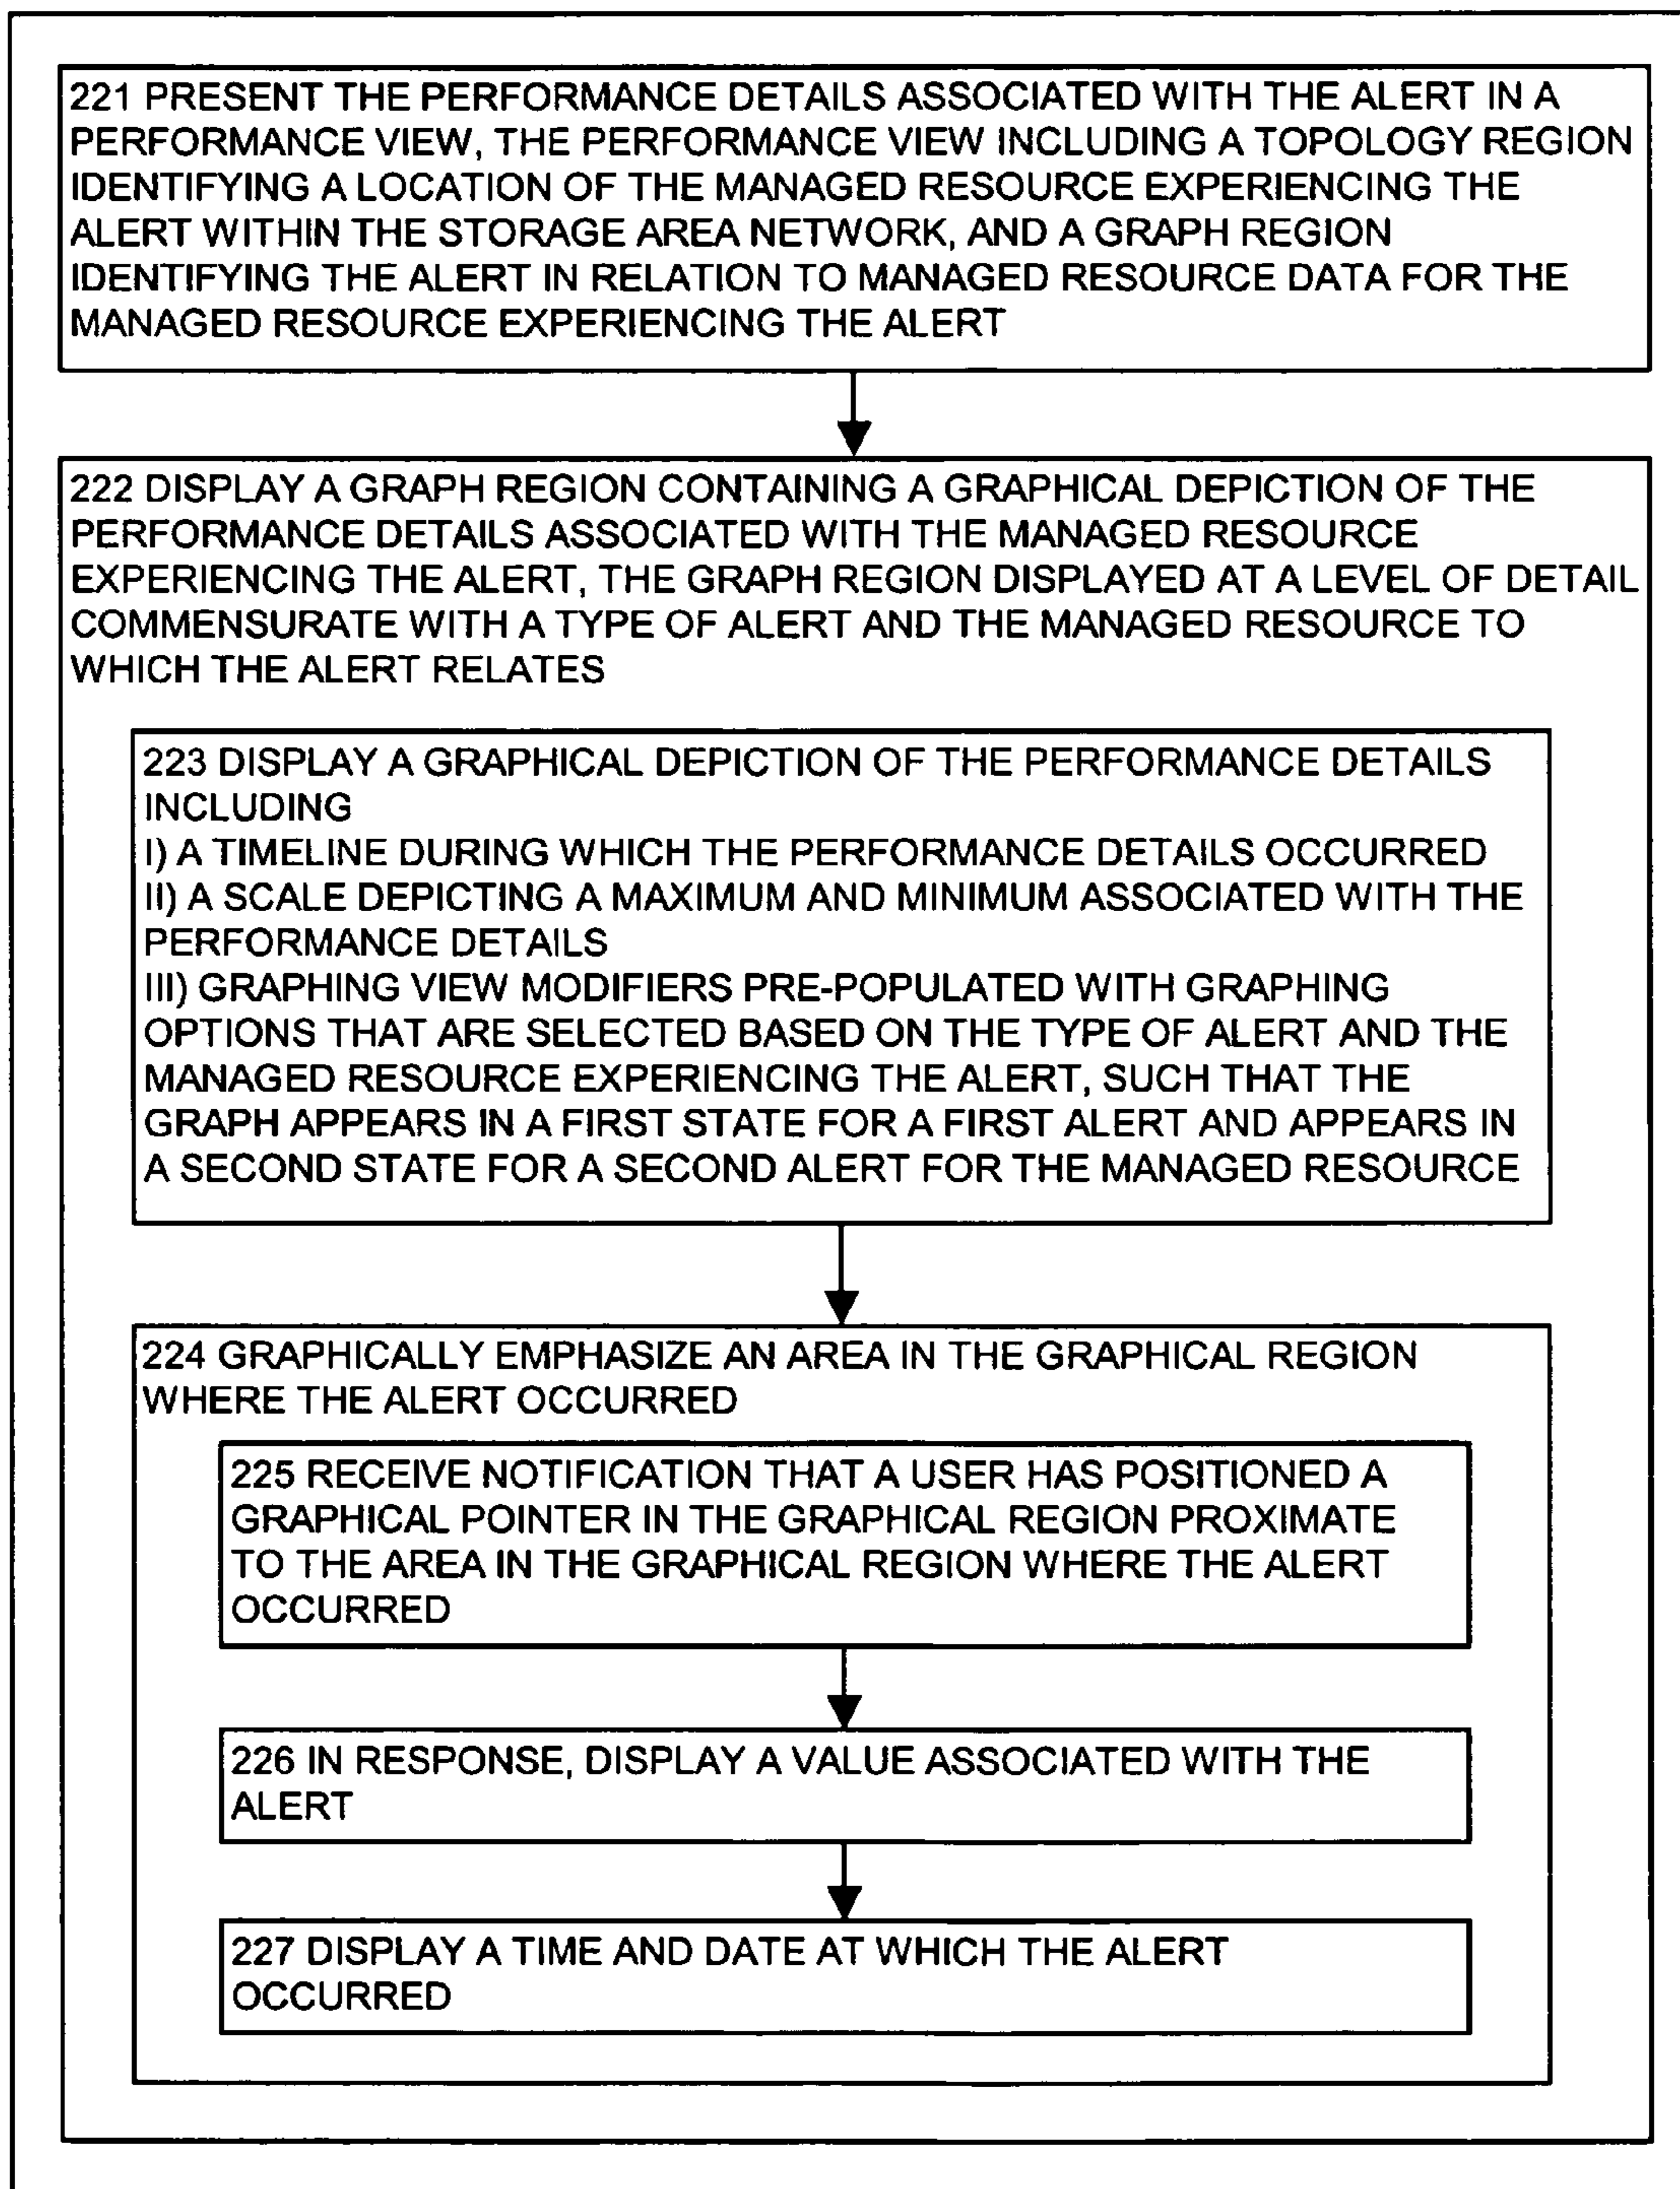 221 PRESENT THE PERFORMANCE DETAILS ASSOCIATED WITH THE ALERT IN A
PERFORMANCE VIEW, THE PERFORMANCE VIEW INCLUDING A TOPOLOGY REGION
IDENTIFYING A LOCATION OF THE MANAGED RESOURCE EXPERIENCING THE
ALERT WITHIN THE STORAGE AREA NETWORK, AND A GRAPH REGION
IDENTIFYING THE ALERT IN RELATION TO MANAGED RESOURCE DATA FOR THE
MANAGED RESOURCE EXPERIENCING THE ALERT
222 DISPLAY A GRAPH REGION CONTAINING A GRAPHICAL DEPICTION OF THE
PERFORMANCE DETAILS ASSOCIATED WITH THE MANAGED RESOURCE
EXPERIENCING THE ALERT, THE GRAPH REGION DISPLAYED AT A LEVEL OF DETAIL
COMMENSURATE WITH A TYPE OF ALERT AND THE MANAGED RESOURCE TO
WHICH THE ALERT RELATES
223 DISPLAY A GRAPHICAL DEPICTION OF THE PERFORMANCE DETAILS
INCLUDING
I) A TIMELINE DURING WHICH THE PERFORMANCE DETAILS OCCURRED
II) A SCALE DEPICTING A MAXIMUM AND MINIMUM ASSOCIATED WITH THE
PERFORMANCE DETAILS
III) GRAPHING VIEW MODIFIERS PRE-POPULATED WITH GRAPHING
OPTIONS THAT ARE SELECTED BASED ON THE TYPE OF ALERT AND THE
MANAGED RESOURCE EXPERIENCING THE ALERT, SUCH THAT THE
GRAPH APPEARS IN A FIRST STATE FOR A FIRST ALERT AND APPEARS IN
A SECOND STATE FOR A SECOND ALERT FOR THE MANAGED RESOURCE
224 GRAPHICALLY EMPHASIZE AN AREA IN THE GRAPHICAL REGION
WHERE THE ALERT OCCURRED
225 RECEIVE NOTIFICATION THAT A USER HAS POSITIONED A
GRAPHICAL POINTER IN THE GRAPHICAL REGION PROXIMATE
TO THE AREA IN THE GRAPHICAL REGION WHERE THE ALERT
OCCURRED
226 IN RESPONSE, DISPLAY A VALUE ASSOCIATED WITH THE
ALERT
227 DISPLAY A TIME AND DATE AT WHICH THE ALERT
OCCURRED